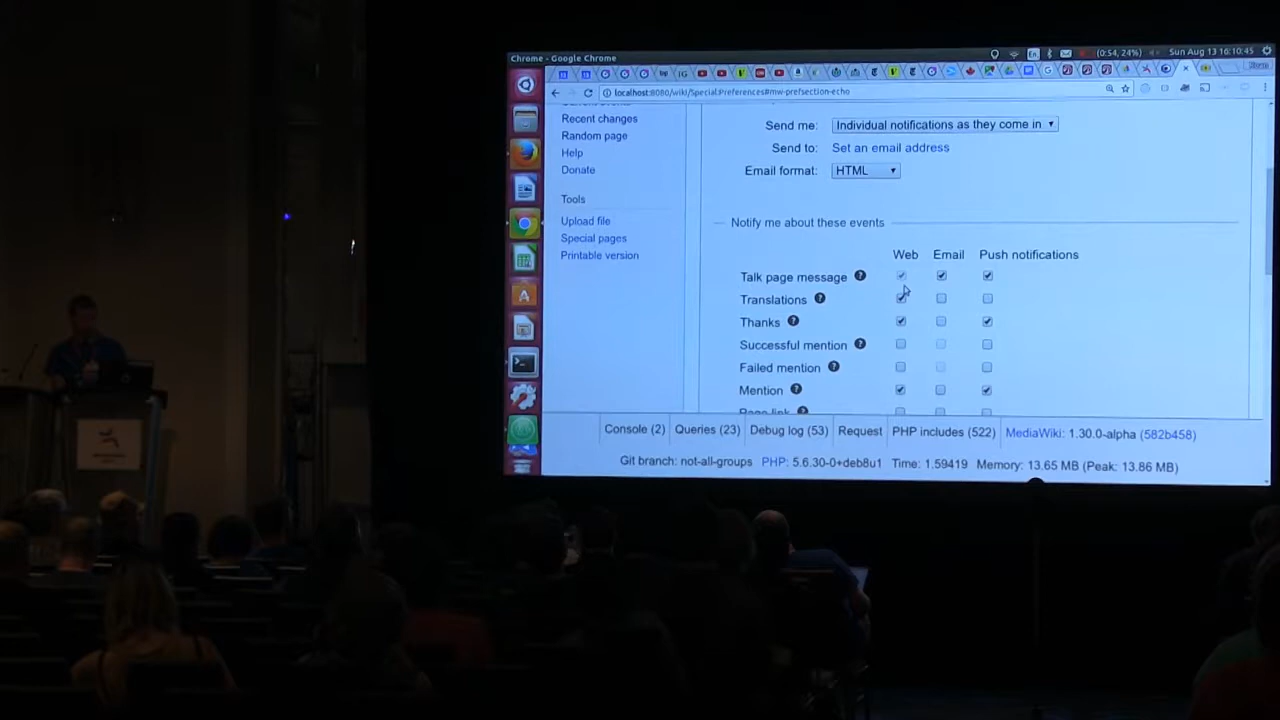 Chrome - Google Chrome
(0:54, 24%) Sun Aug 13 16:10:45
localhost:8080/wiki/Special:Preferences#mw-prefsection-echo
Recent changes
Random page
Help
Donate
Tools
Upload file
Special pages
Printable version
Send me: Individual notifications as they come in
Send to: Set an email address
Email format: HTML
Notify me about these events
Web Email Push notifications
Talk page message
Translations
Thanks
Successful mention
Failed mention
Mention
Page link
Console (2) Queries (23) Debug log (53) Request PHP includes (522) MediaWiki: 1.30.0-alpha (582b458)
Git branch: not-all-groups PHP: 5.6.30-0+deb8u1 Time: 1.59419 Memory: 13.65 MB (Peak: 13.86 MB)